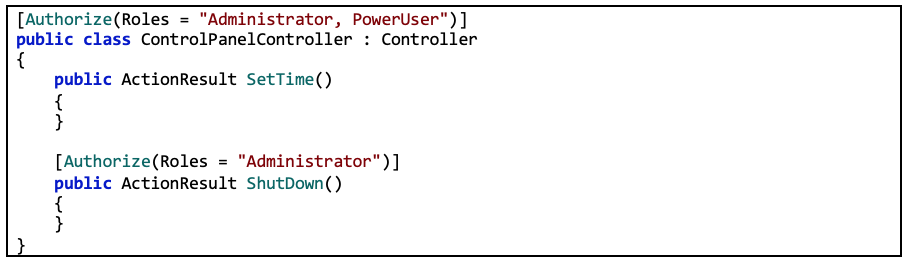 [Authorize(Roles = "Administrator, PowerUser")]
public class ControlPanelController : Controller
{
    public ActionResult SetTime()
    {
    }

    [Authorize(Roles = "Administrator")]
    public ActionResult ShutDown()
    {
    }
}